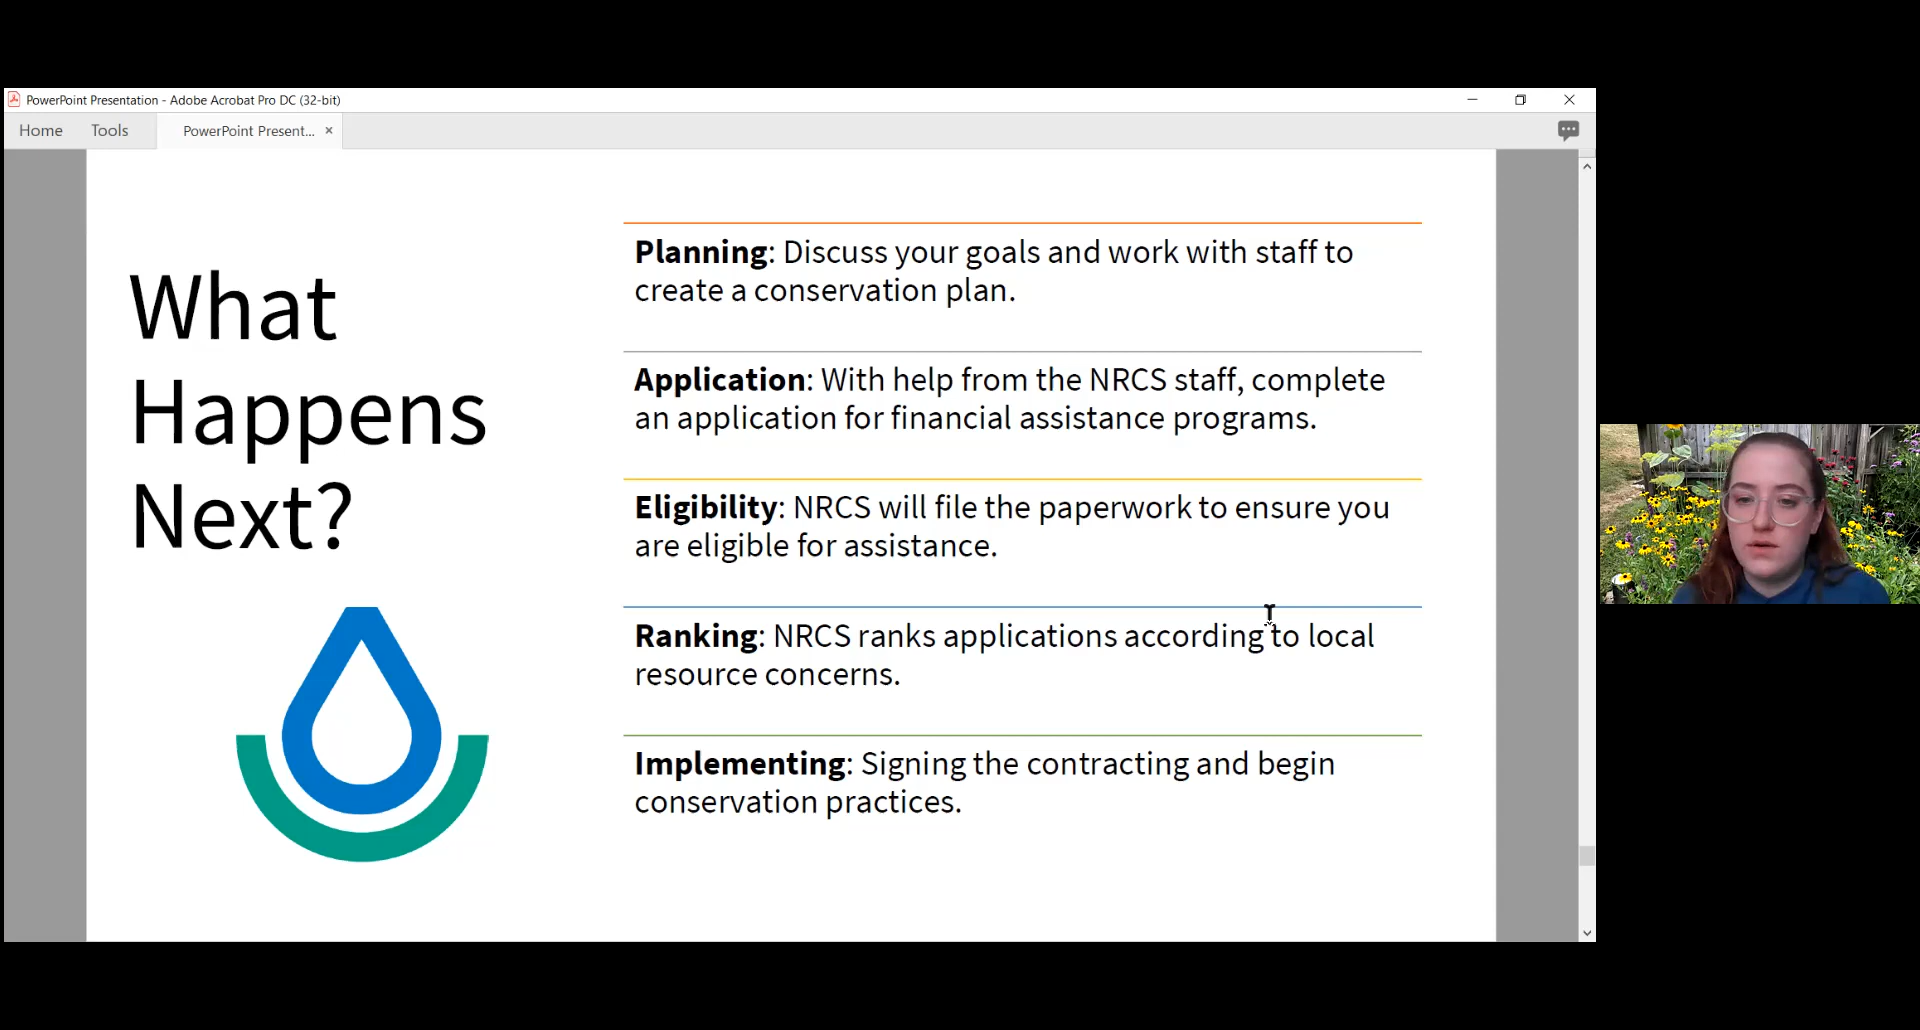 PowerPoint Presentation - Adobe Acrobat Pro DC (32-bit)
Home Tools PowerPoint Present...
What
Happens
Next?
Planning: Discuss your goals and work with staff to
create a conservation plan.
Application: With help from the NRCS staff, complete
an application for financial assistance programs.
Eligibility: NRCS will file the paperwork to ensure you
are eligible for assistance.
Ranking: NRCS ranks applications according to local
resource concerns.
Implementing: Signing the contracting and begin
conservation practices.